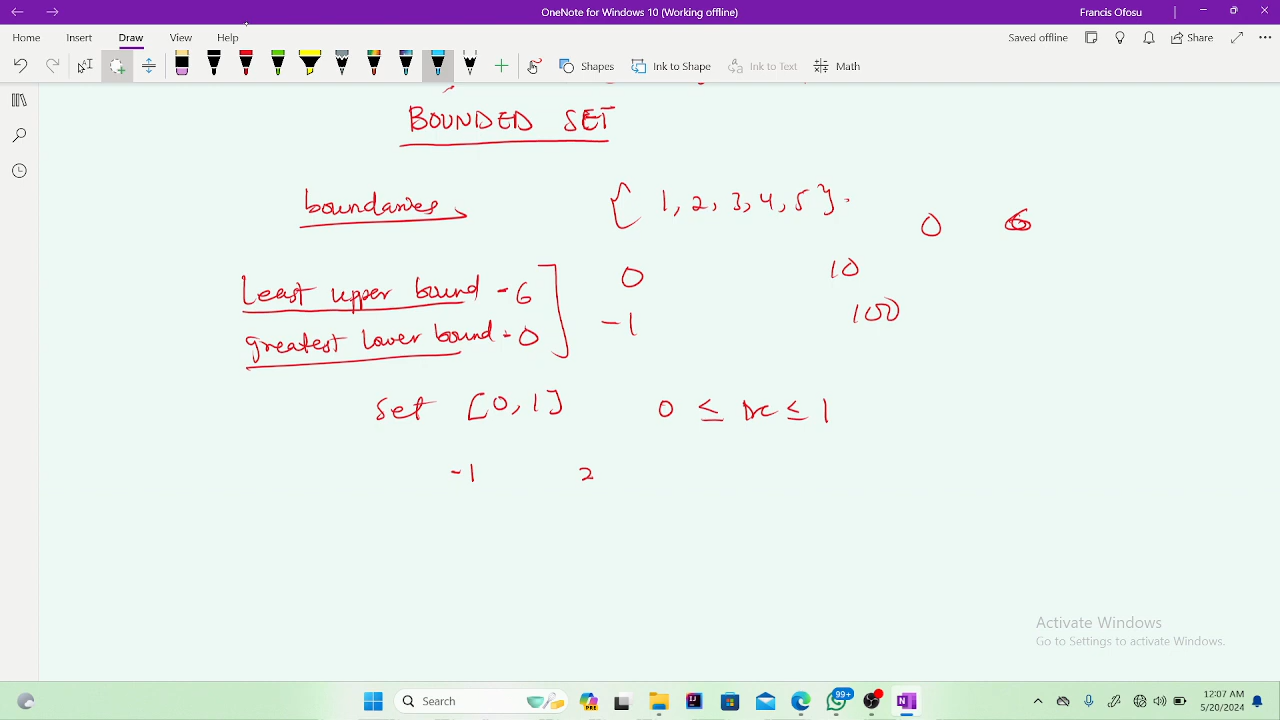 OneNote for Windows 10 (Working offline)
Francis Ofosu
Home Insert Draw View Help
Saved offline
Share
Shapes
Ink to Shape
Ink to Text
Math
BOUNDED SET
boundaries
{ 1, 2, 3, 4, 5 }.
0 6
Least upper bound - 6
0 10
greatest lower bound - 0
-1 100
set [0, 1] 0 ≤ x ≤ 1
-1 2
Activate Windows
Go to Settings to activate Windows.
Search
PRE
99+
12:07 AM
5/20/2024